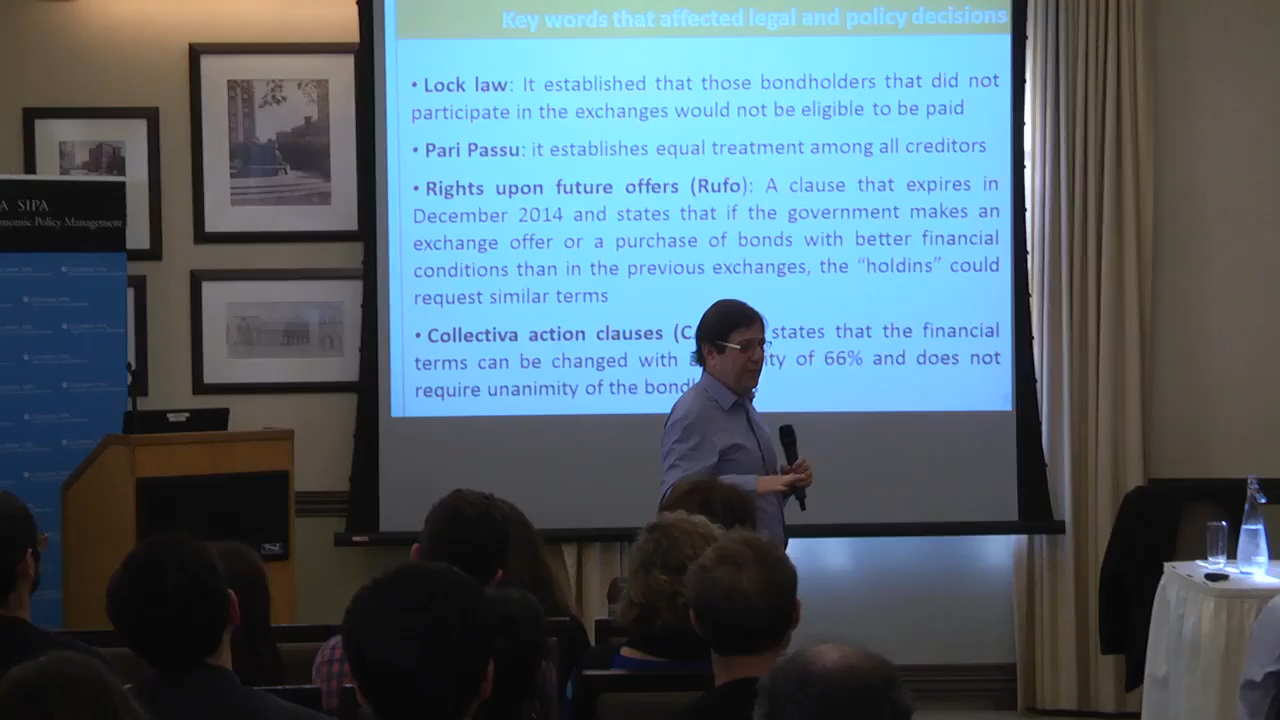 Key words that affected legal and policy decisions
• Lock law: It established that those bondholders that did not
participate in the exchanges would not be eligible to be paid
• Pari Passu: it establishes equal treatment among all creditors
• Rights upon future offers (Rufo): A clause that expires in
December 2014 and states that if the government makes an
exchange offer or a purchase of bonds with better financial
conditions than in the previous exchanges, the “holdins” could
request similar terms
• Collectiva action clauses (C states that the financial
terms can be changed with a ity of 66% and does not
require unanimity of the bond
A SIPA
onomic Policy Management